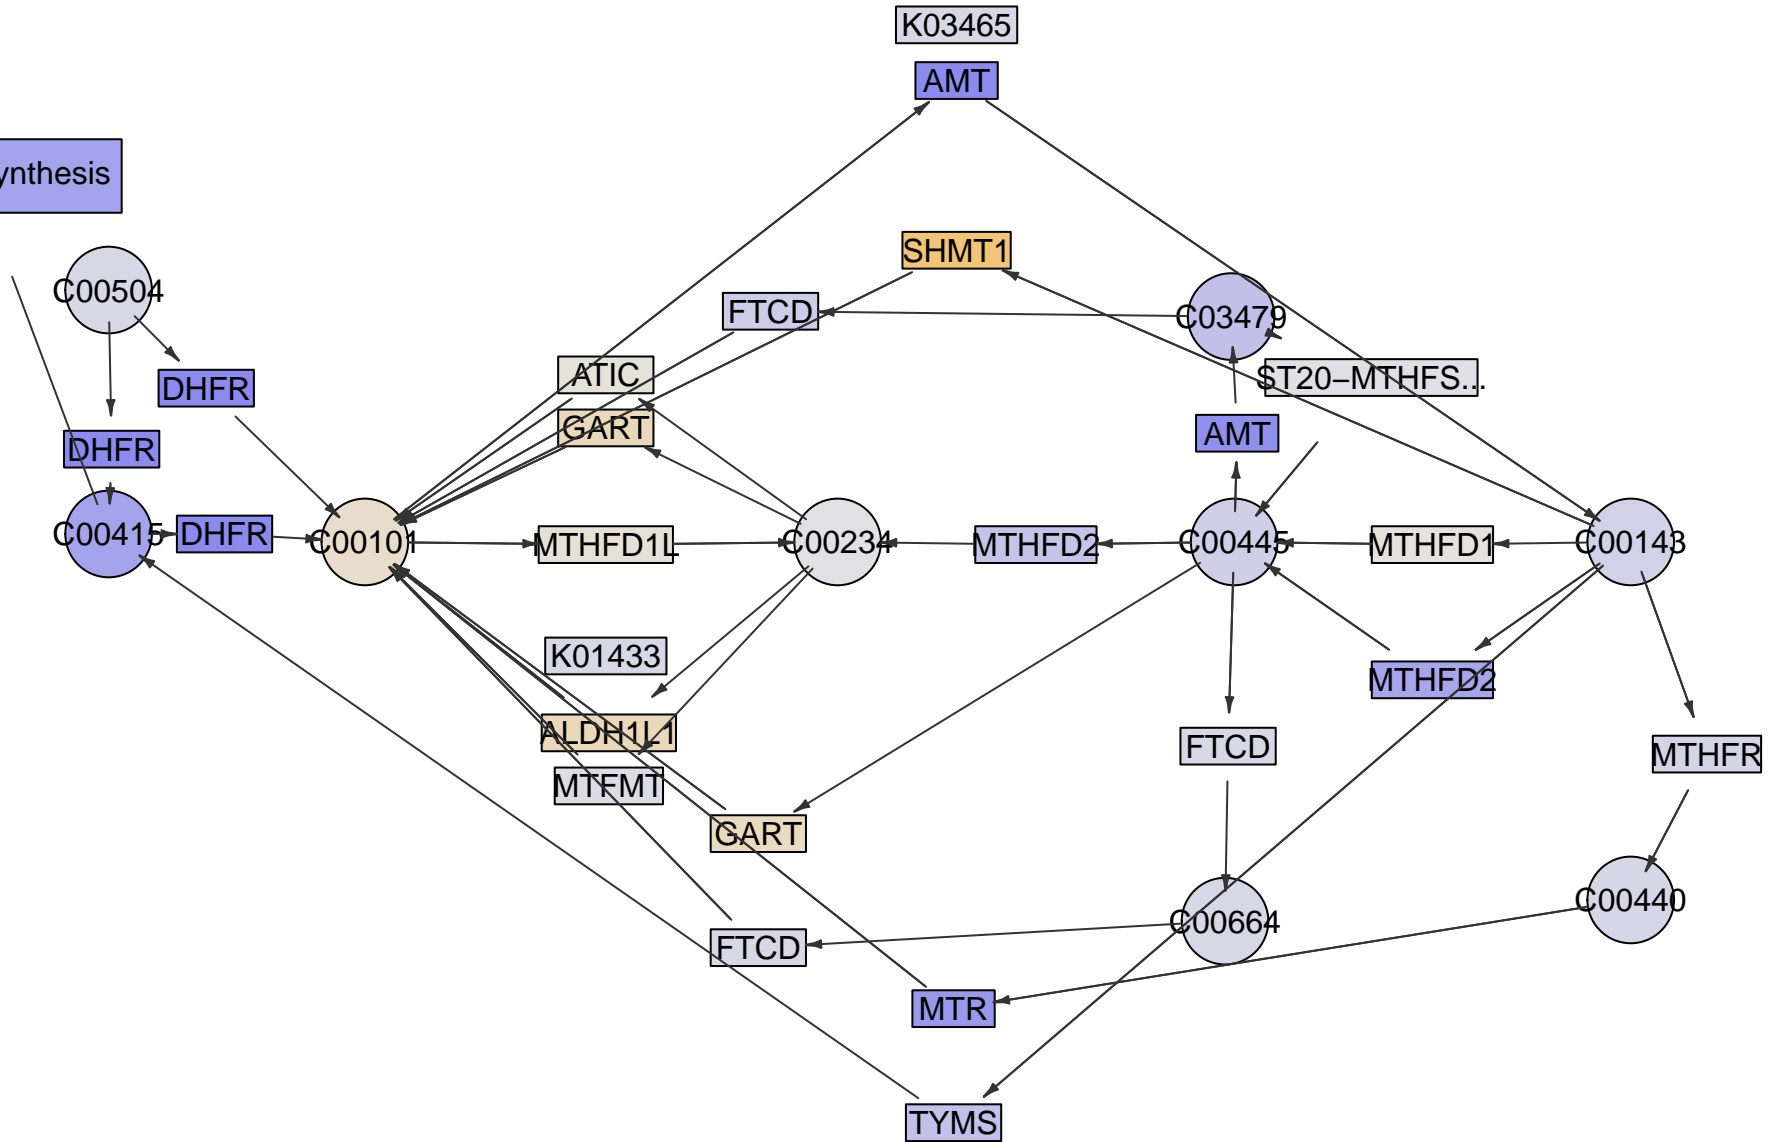 K03465
AMT
ynthesis
SHMT1
C00504
FTCD
C03479
ATIC
ST20−MTHFS...
DHFR
GART
AMT
DHFR
C00415
DHFR
C00101
MTHFD1L
C00234
MTHFD2
C00445
MTHFD1
C00143
K01433
MTHFD2
ALDH1L1
FTCD
MTHFR
MTFMT
GART
C00440
C00664
FTCD
MTR
TYMS